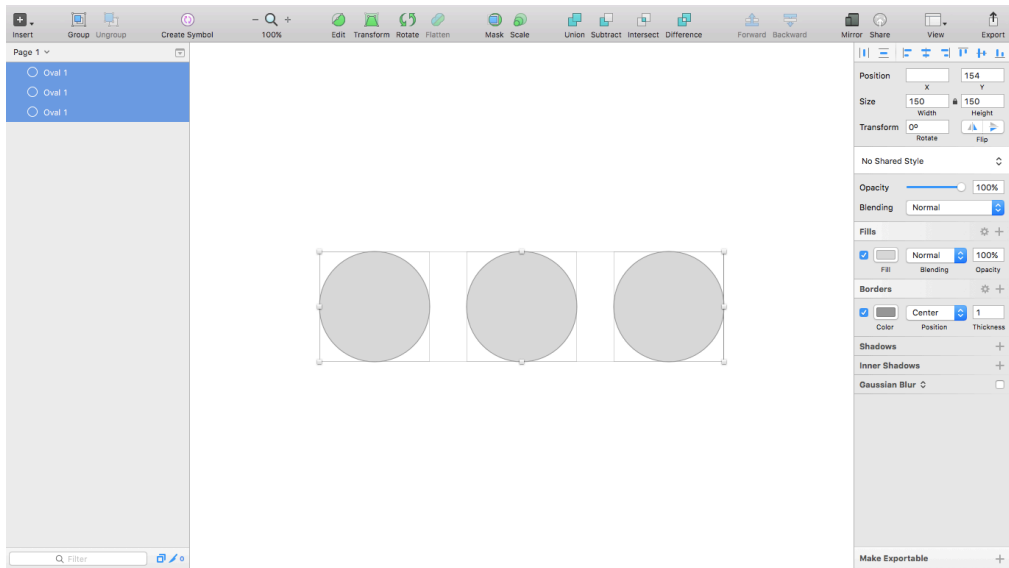 Insert Group Ungroup Create Symbol 100% Edit Transform Rotate Flatten Mask Scale Union Subtract Intersect Difference Forward Backward Mirror Share View Export
Page 1
Oval 1
Oval 1
Oval 1
Filter
0
Position 154
X Y
Size 150 150
Width Height
Transform 0º
Rotate Flip
No Shared Style
Opacity 100%
Blending Normal
Fills
Normal 100%
Fill Blending Opacity
Borders
Center 1
Color Position Thickness
Shadows
Inner Shadows
Gaussian Blur
Make Exportable